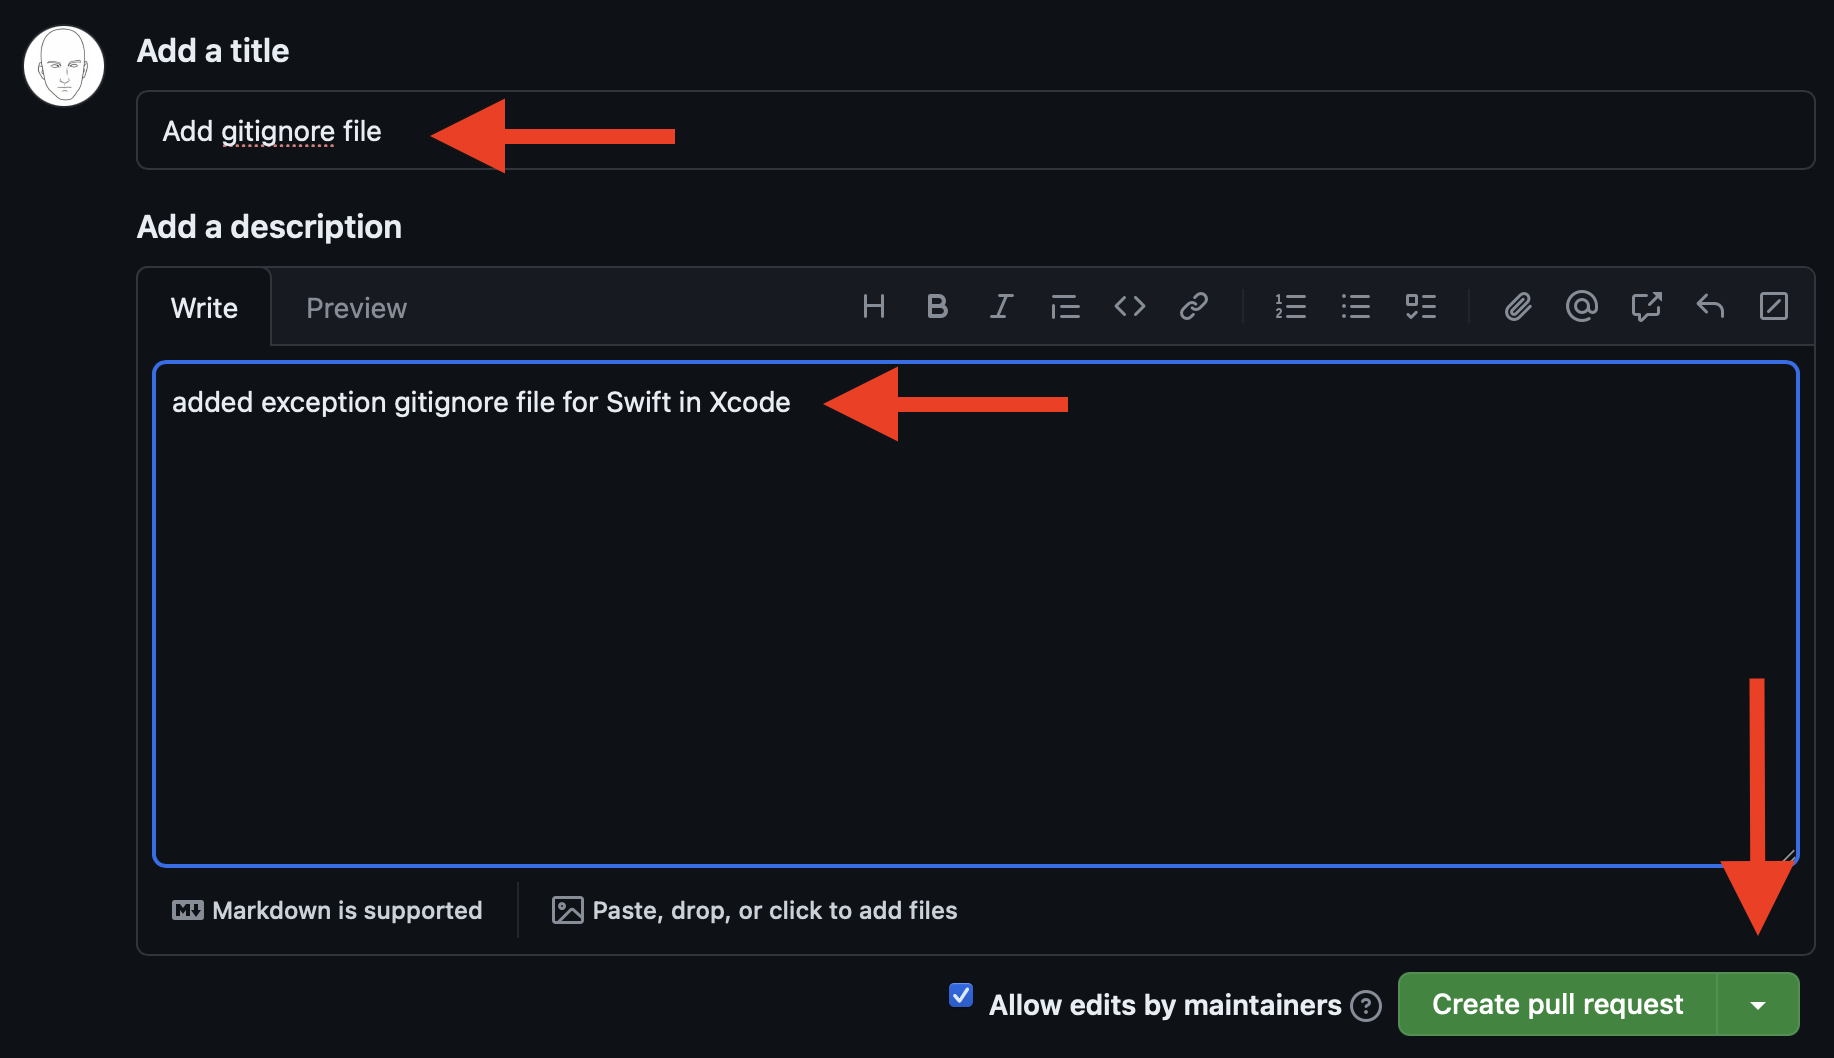 Add a title
Add gitignore file
Add a description
Write Preview
added exception gitignore file for Swift in Xcode
Markdown is supported Paste, drop, or click to add files
Allow edits by maintainers Create pull request